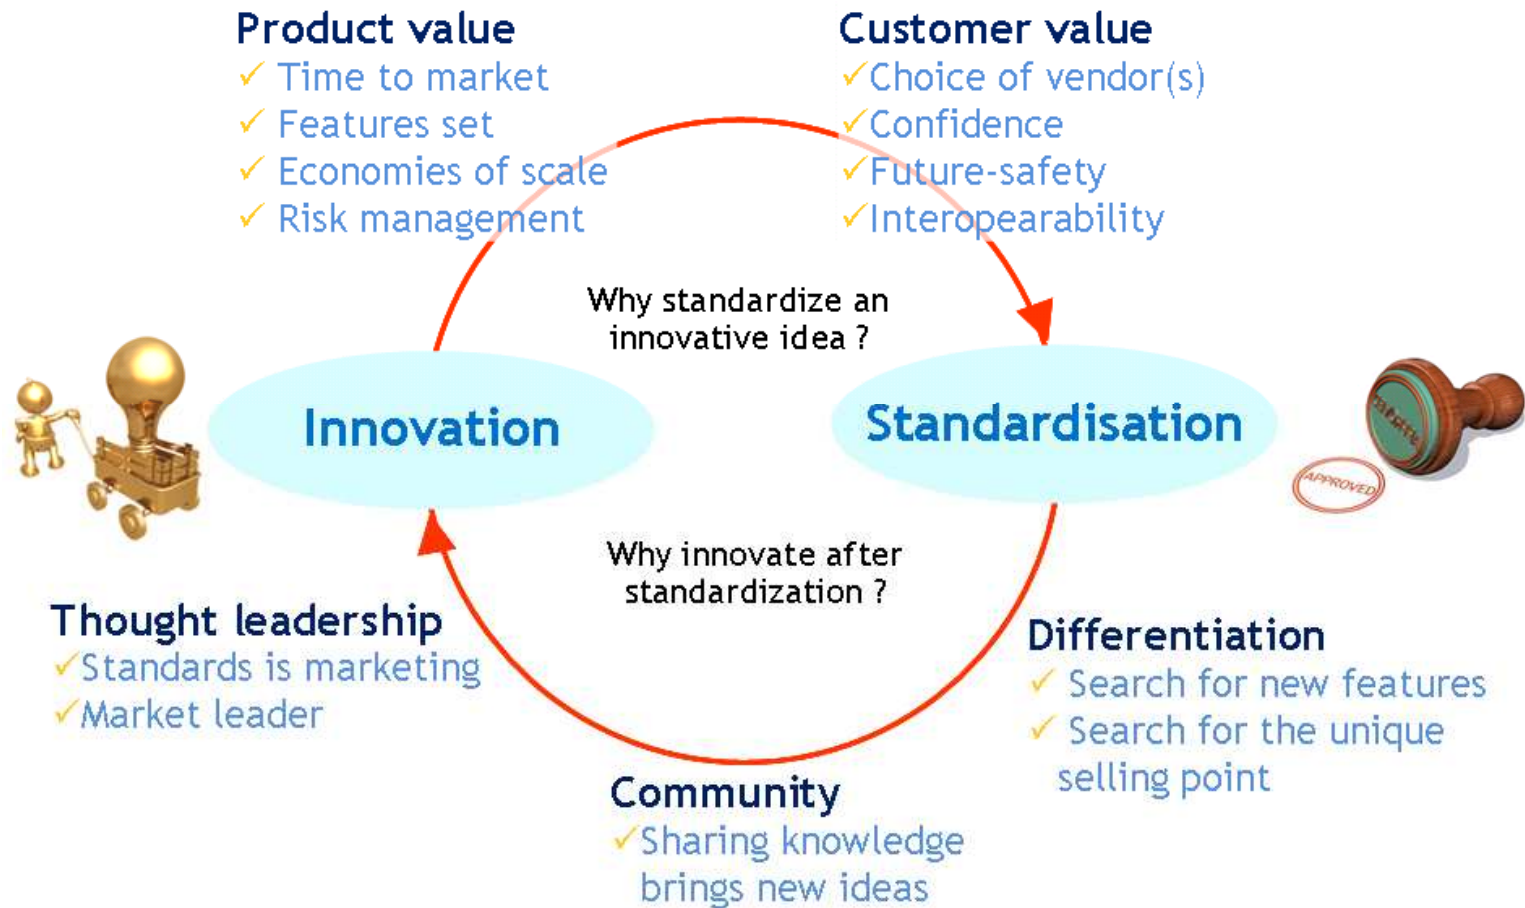 Product value
✓ Time to market
✓ Features set
✓ Economies of scale
✓ Risk management
Customer value
✓Choice of vendor(s)
✓Confidence
✓Future-safety
✓Interopearability
Why standardize an
innovative idea ?
Innovation
Standardisation
APPROVED
Why innovate after
standardization ?
Thought leadership
✓Standards is marketing
✓Market leader
Differentiation
✓ Search for new features
✓ Search for the unique
selling point
Community
✓Sharing knowledge
brings new ideas